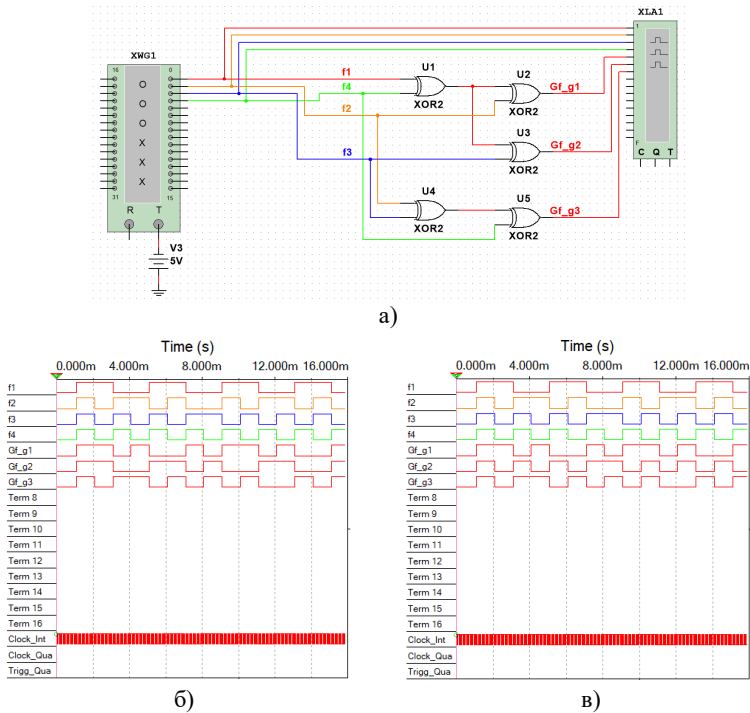 XLA1
XWG1
1
16
0
f1
f4
f2
f3
U1
XOR2
U2
XOR2
Gf_g1
U3
XOR2
Gf_g2
U4
XOR2
U5
XOR2
Gf_g3
O
O
O
X
X
X
31
15
R
T
F
C Q T
V3
5V
а)
Time (s)
0.000m 4.000m 8.000m 12.000m 16.000m
f1
f2
f3
f4
Gf_g1
Gf_g2
Gf_g3
Term 8
Term 9
Term 10
Term 11
Term 12
Term 13
Term 14
Term 15
Term 16
Clock_Int
Clock_Qua
Trigg_Qua
б)
Time (s)
0.000m 4.000m 8.000m 12.000m 16.000m
f1
f2
f3
f4
Gf_g1
Gf_g2
Gf_g3
Term 8
Term 9
Term 10
Term 11
Term 12
Term 13
Term 14
Term 15
Term 16
Clock_Int
Clock_Qua
Trigg_Qua
в)